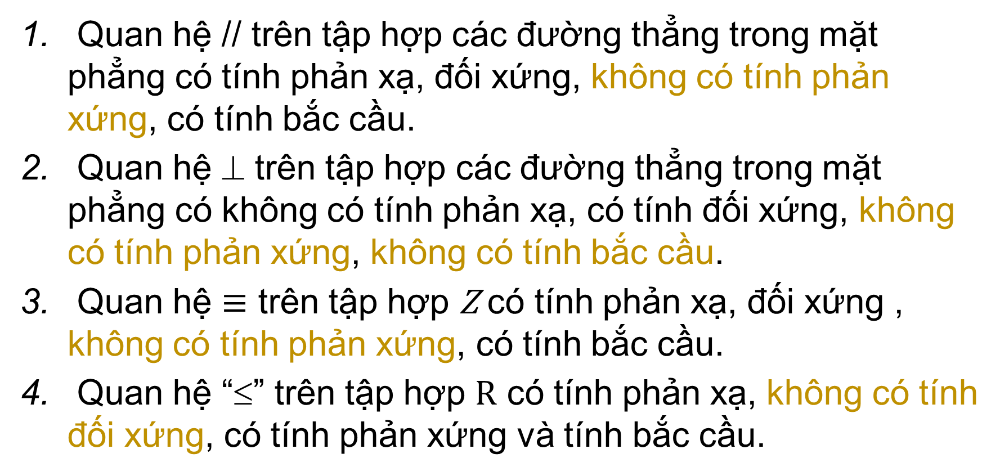 1. Quan hệ // trên tập hợp các đường thẳng trong mặt
phẳng có tính phản xạ, đối xứng, không có tính phản
xứng, có tính bắc cầu.
2. Quan hệ ⊥ trên tập hợp các đường thẳng trong mặt
phẳng có không có tính phản xạ, có tính đối xứng, không
có tính phản xứng, không có tính bắc cầu.
3. Quan hệ ≡ trên tập hợp Z có tính phản xạ, đối xứng ,
không có tính phản xứng, có tính bắc cầu.
4. Quan hệ “≤” trên tập hợp R có tính phản xạ, không có tính
đối xứng, có tính phản xứng và tính bắc cầu.